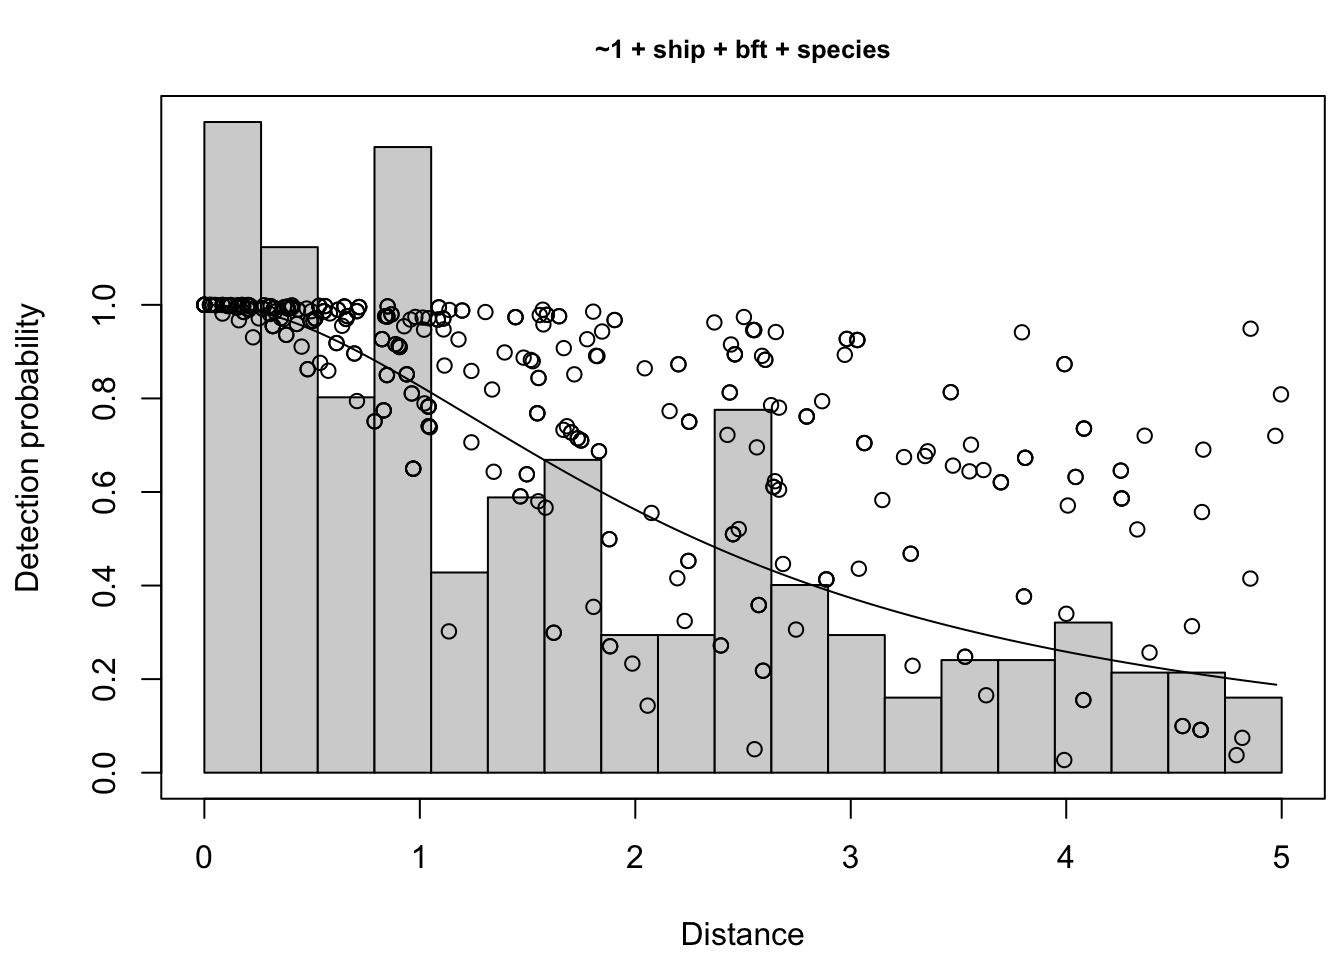 ~1 + ship + bft + species
Detection probability
1.0
0.8
0.6
0.4
0.2
0.0
0 1 2 3 4 5
Distance